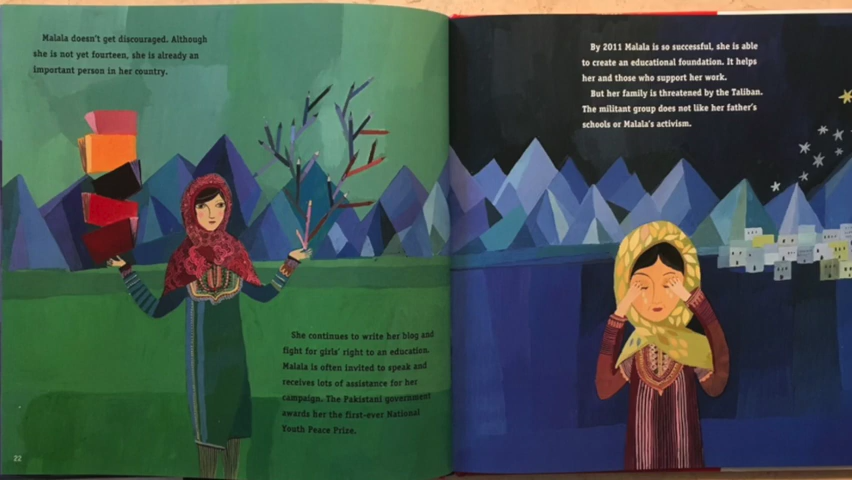 Malala doesn't get discouraged. Although
she is not yet fourteen, she is already an
important person in her country.
She continues to write her blog and
fight for girls' right to an education.
Malala is often invited to speak and
receives lots of assistance for her
campaign. The Pakistani government
awards her the first-ever National
Youth Peace Prize.
22
By 2011 Malala is so successful, she is able
to create an educational foundation. It helps
her and those who support her work.
But her family is threatened by the Taliban.
The militant group does not like her father's
schools or Malala's activism.